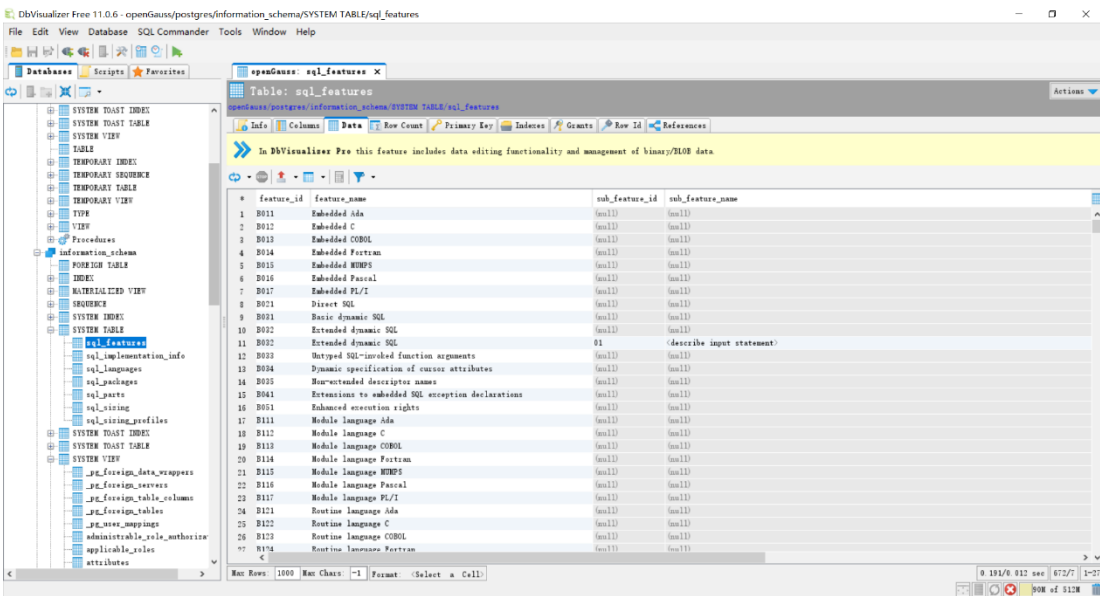 DbVisualizer Free 11.0.6 - openGauss/postgres/information_schema/SYSTEM TABLE/sql_features
File Edit View Database SQL Commander Tools Window Help
Databases Scripts Favorites
openGauss: sql_features X
Table: sql_features
Actions
openGauss/postgres/information_schema/SYSTEM TABLE/sql_features
Info Columns Data Row Count Primary Key Indexes Grants Row Id References
In DbVisualizer Pro this feature includes data editing functionality and management of binary/BLOB data
SYSTEM TOAST INDEX
SYSTEM TOAST TABLE
SYSTEM VIEW
TABLE
TEMPORARY INDEX
TEMPORARY SEQUENCE
TEMPORARY TABLE
TEMPORARY VIEW
TYPE
VIEW
Procedures
information_schema
FOREIGN TABLE
INDEX
MATERIALIZED VIEW
SEQUENCE
SYSTEM INDEX
SYSTEM TABLE
sql_features
sql_implementation_info
sql_languages
sql_packages
sql_parts
sql_sizing
sql_sizing_profiles
SYSTEM TOAST INDEX
SYSTEM TOAST TABLE
SYSTEM VIEW
_pg_foreign_data_wrappers
_pg_foreign_servers
_pg_foreign_table_columns
_pg_foreign_tables
_pg_user_mappings
administrable_role_authoriza
applicable_roles
attributes
* feature_id feature_name sub_feature_id sub_feature_name
1 B011 Embedded Ada (null) (null)
2 B012 Embedded C (null) (null)
3 B013 Embedded COBOL (null) (null)
4 B014 Embedded Fortran (null) (null)
5 B015 Embedded MUMPS (null) (null)
6 B016 Embedded Pascal (null) (null)
7 B017 Embedded PL/I (null) (null)
8 B021 Direct SQL (null) (null)
9 B031 Basic dynamic SQL (null) (null)
10 B032 Extended dynamic SQL (null) (null)
11 B032 Extended dynamic SQL 01 <describe input statement>
12 B033 Untyped SQL-invoked function arguments (null) (null)
13 B034 Dynamic specification of cursor attributes (null) (null)
14 B035 Non-extended descriptor names (null) (null)
15 B041 Extensions to embedded SQL exception declarations (null) (null)
16 B051 Enhanced execution rights (null) (null)
17 B111 Module language Ada (null) (null)
18 B112 Module language C (null) (null)
19 B113 Module language COBOL (null) (null)
20 B114 Module language Fortran (null) (null)
21 B115 Module language MUMPS (null) (null)
22 B116 Module language Pascal (null) (null)
23 B117 Module language PL/I (null) (null)
24 B121 Routine language Ada (null) (null)
25 B122 Routine language C (null) (null)
26 B123 Routine language COBOL (null) (null)
27 B124 Routine language Fortran (null) (null)
Max Rows: 1000 Max Chars: -1 Format: <Select a Cell> 0.191/0.012 sec 672/7 1-27
90M of 512M